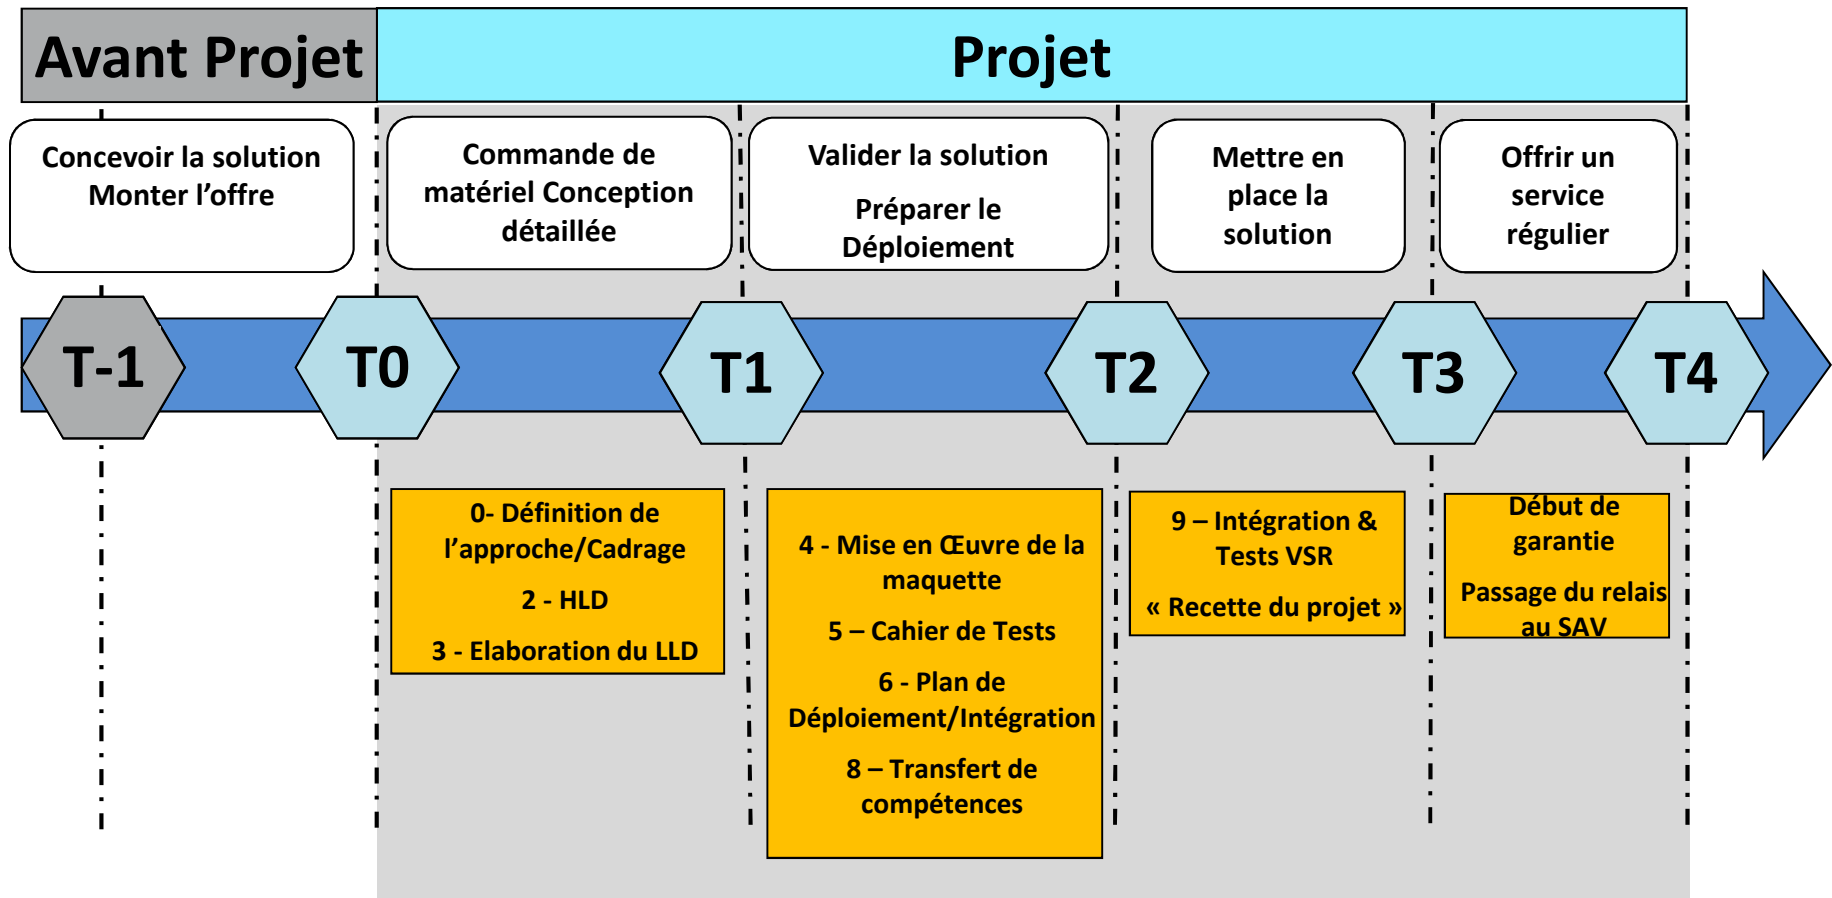 Avant Projet
Projet
Concevoir la solution
Monter l’offre
Commande de
matériel Conception
détaillée
Valider la solution
Préparer le
Déploiement
Mettre en
place la
solution
Offrir un
service
régulier
T-1
T0
T1
T2
T3
T4
0- Définition de
l’approche/Cadrage
2 - HLD
3 - Elaboration du LLD
4 - Mise en Œuvre de la
maquette
5 – Cahier de Tests
6 - Plan de
Déploiement/Intégration
8 – Transfert de
compétences
9 – Intégration &
Tests VSR
« Recette du projet »
Début de
garantie
Passage du relais
au SAV